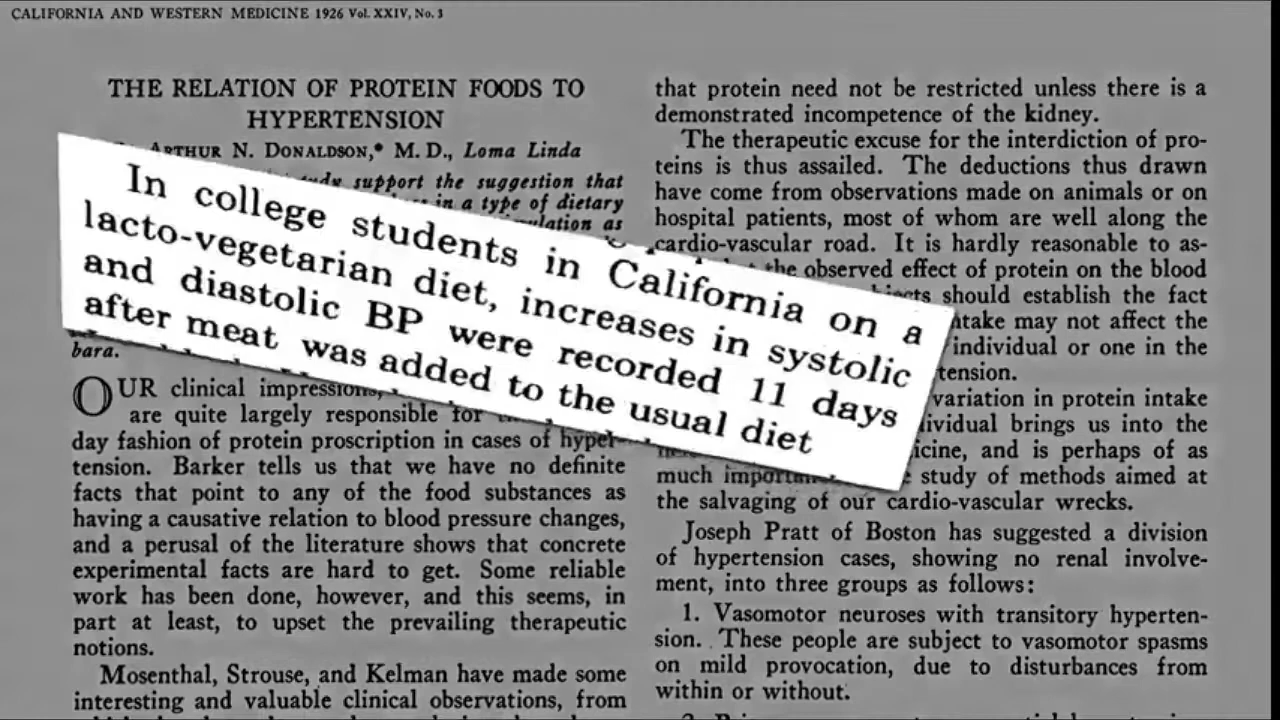 CALIFORNIA AND WESTERN MEDICINE 1926 Vol. XXIV, No. 3
THE RELATION OF PROTEIN FOODS TO
HYPERTENSION
ARTHUR N. DONALDSON,* M. D., Loma Linda
support the suggestion that
in a type of dietary
as
bara.
OUR clinical impressions,
are quite largely responsible for
day fashion of protein proscription in cases of hyper-
tension. Barker tells us that we have no definite
facts that point to any of the food substances as
having a causative relation to blood pressure changes,
and a perusal of the literature shows that concrete
experimental facts are hard to get. Some reliable
work has been done, however, and this seems, in
part at least, to upset the prevailing therapeutic
notions.
Mosenthal, Strouse, and Kelman have made some
interesting and valuable clinical observations, from
In college students in California on a
lacto-vegetarian diet, increases in systolic
and diastolic BP were recorded 11 days
after meat was added to the usual diet
that protein need not be restricted unless there is a
demonstrated incompetence of the kidney.
The therapeutic excuse for the interdiction of pro-
teins is thus assailed. The deductions thus drawn
have come from observations made on animals or on
hospital patients, most of whom are well along the
cardio-vascular road. It is hardly reasonable to as-
the observed effect of protein on the blood
should establish the fact
may not affect the
individual or one in the
variation in protein intake
brings us into the
and is perhaps of as
much study of methods aimed at
the salvaging of our cardio-vascular wrecks.
Joseph Pratt of Boston has suggested a division
of hypertension cases, showing no renal involve-
ment, into three groups as follows:
1. Vasomotor neuroses with transitory hyperten-
sion. These people are subject to vasomotor spasms
on mild provocation, due to disturbances from
within or without.